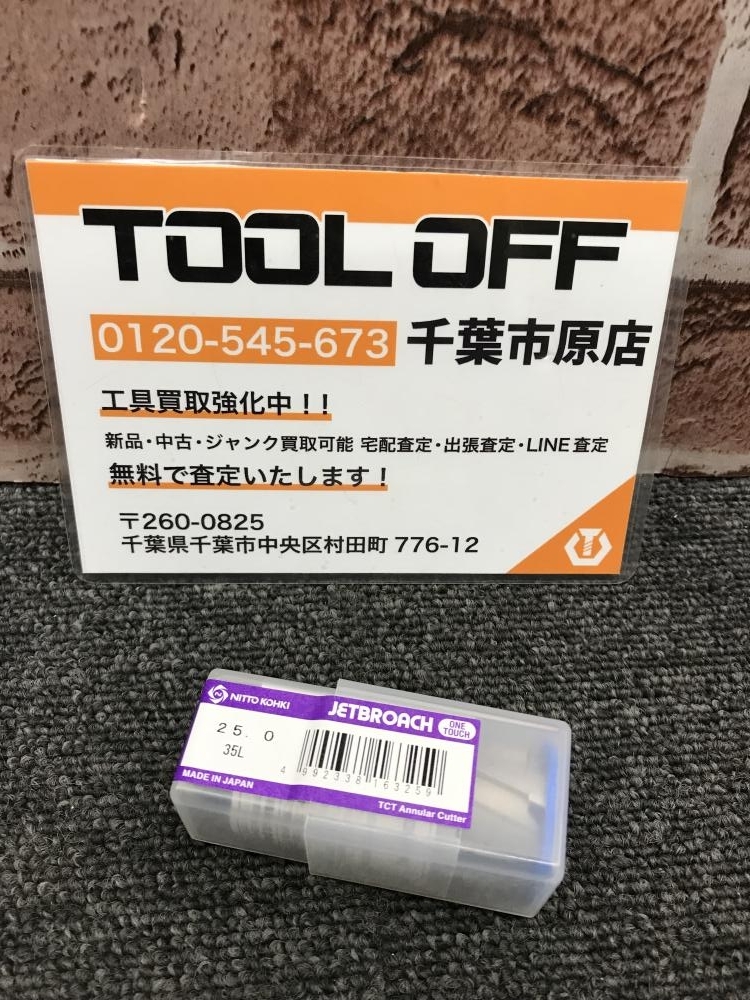 TOOL OFF
0120-545-673 千葉市原店
工具買取強化中！！
新品・中古・ジャンク買取可能 宅配査定・出張査定・LINE査定
無料で査定いたします！
〒260-0825
千葉県千葉市中央区村田町 776-12
NITTO KOHKI JETBROACH ONE TOUCH
25.0
35L
4 992338 163259
MADE IN JAPAN TCT Annular Cutter